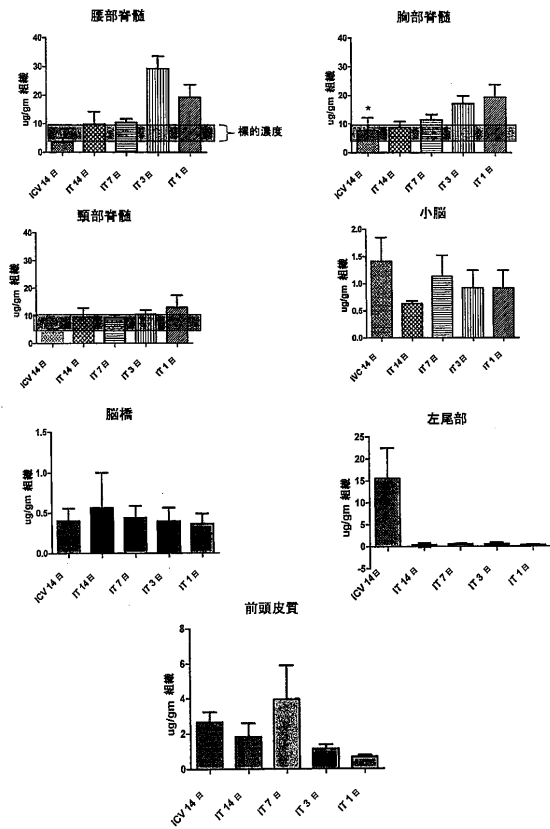 腰部脊髄
ug/gm 組織
40
30
20
10
0
標的濃度
ICV 14 日
IT 14 日
IT 7 日
IT 3 日
IT 1 日
胸部脊髄
ug/gm 組織
40
30
20
10
0
*
ICV 14 日
IT 14 日
IT 7 日
IT 3 日
IT 1 日
頸部脊髄
ug/gm 組織
40
30
20
10
0
ICV 14 日
IT 14 日
IT 7 日
IT 3 日
IT 1 日
小脳
ug/gm 組織
2.0
1.5
1.0
0.5
0.0
IVC 14 日
IT 14 日
IT 7 日
IT 3 日
IT 1 日
脳橋
ug/gm 組織
1.5
1.0
0.5
0.0
ICV 14 日
IT 14 日
IT 7 日
IT 3 日
IT 1 日
左尾部
ug/gm 組織
25
20
15
10
5
0
-5
ICV 14 日
IT 14 日
IT 7 日
IT 3 日
IT 1 日
前頭皮質
ug/gm 組織
8
6
4
2
0
ICV 14 日
IT 14 日
IT 7 日
IT 3 日
IT 1 日